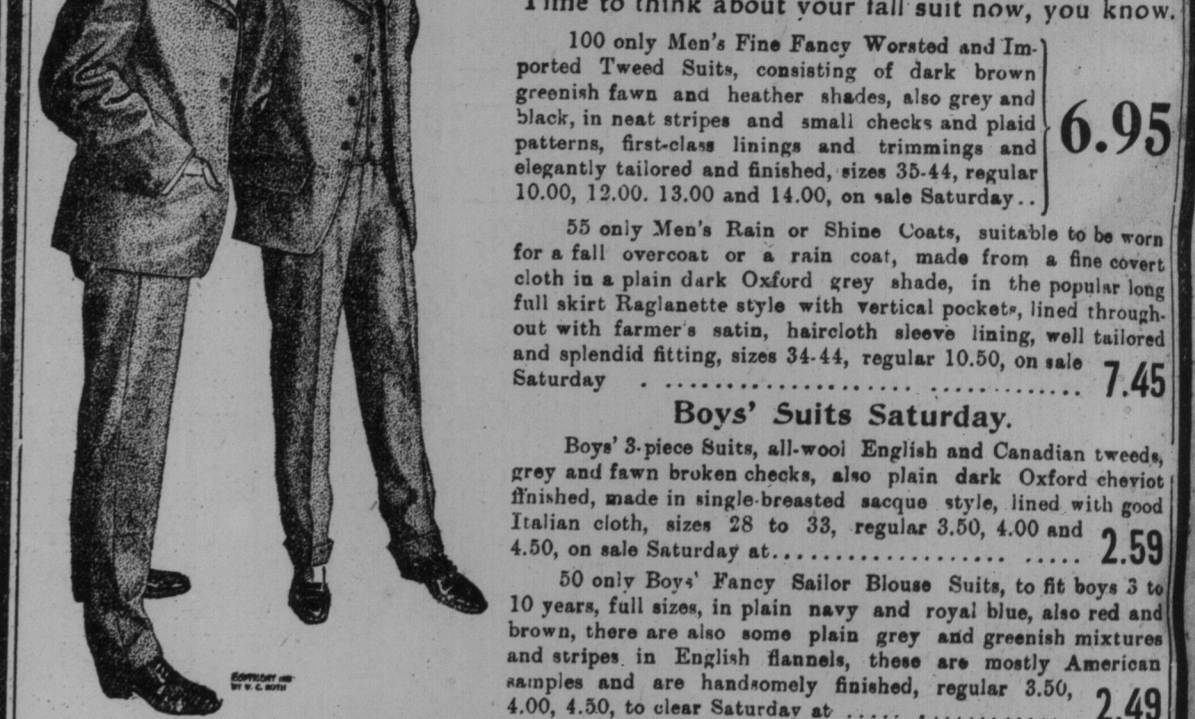 Time to think about your fall suit now, you know.
100 only Men's Fine Fancy Worsted and Im-
ported Tweed Suits, consisting of dark brown
greenish fawn and heather shades, also grey and
black, in neat stripes and small checks and plaid
patterns, first-class linings and trimmings and
elegantly tailored and finished, sizes 35-44, regular
10.00, 12.00. 13.00 and 14.00, on sale Saturday..
6.95
55 only Men's Rain or Shine Coats, suitable to be worn
for a fall overcoat or a rain coat, made from a fine covert
cloth in a plain dark Oxford grey shade, in the popular long
full skirt Raglanette style with vertical pockets, lined through-
out with farmer's satin, haircloth sleeve lining, well tailored
and splendid fitting, sizes 34-44, regular 10.50, on sale
Saturday . .......................... ............... 7.45
Boys' Suits Saturday.
Boys' 3-piece Suits, all-wool English and Canadian tweeds,
grey and fawn broken checks, also plain dark Oxford cheviot
finished, made in single-breasted sacque style, lined with good
Italian cloth, sizes 28 to 33, regular 3.50, 4.00 and
4.50, on sale Saturday at.................... ..... 2.59
50 only Boys' Fancy Sailor Blouse Suits, to fit boys 3 to
10 years, full sizes, in plain navy and royal blue, also red and
brown, there are also some plain grey and greenish mixtures
and stripes in English flannels, these are mostly American
samples and are handsomely finished, regular 3.50,
4.00, 4.50, to clear Saturday at ..... .............. 2.49
COPYRIGHT
BY